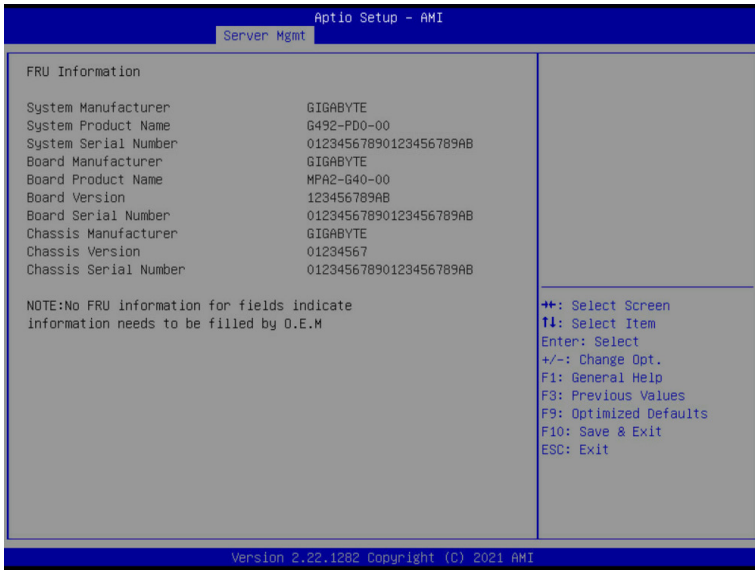 Aptio Setup – AMI
Server Mgmt
FRU Information
System Manufacturer GIGABYTE
System Product Name G492-PD0-00
System Serial Number 01234567890123456789AB
Board Manufacturer GIGABYTE
Board Product Name MPA2-G40-00
Board Version 123456789AB
Board Serial Number 01234567890123456789AB
Chassis Manufacturer GIGABYTE
Chassis Version 01234567
Chassis Serial Number 01234567890123456789AB
NOTE:No FRU information for fields indicate
information needs to be filled by O.E.M
→←: Select Screen
↑↓: Select Item
Enter: Select
+/-: Change Opt.
F1: General Help
F3: Previous Values
F9: Optimized Defaults
F10: Save & Exit
ESC: Exit
Version 2.22.1282 Copyright (C) 2021 AMI